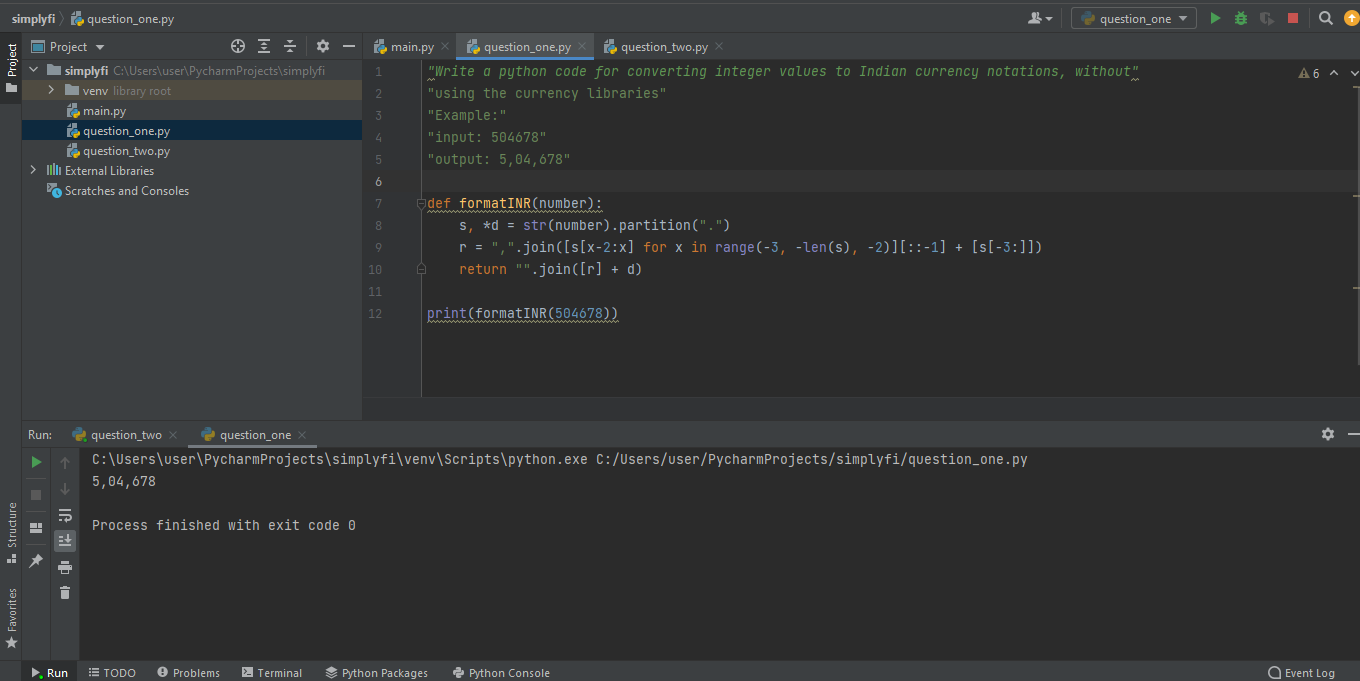 simplyfi question_one.py question_one
Project main.py question_one.py question_two.py
Project
simplyfi C:\Users\user\PycharmProjects\simplyfi
venv library root
main.py
question_one.py
question_two.py
External Libraries
Scratches and Consoles
6
1 "Write a python code for converting integer values to Indian currency notations, without"
2 "using the currency libraries"
3 "Example:"
4 "input: 504678"
5 "output: 5,04,678"
6
7 def formatINR(number):
8 s, *d = str(number).partition(".")
9 r = ",".join([s[x-2:x] for x in range(-3, -len(s), -2)][::-1] + [s[-3:]])
10 return "".join([r] + d)
11
12 print(formatINR(504678))
Run: question_two question_one
C:\Users\user\PycharmProjects\simplyfi\venv\Scripts\python.exe C:/Users/user/PycharmProjects/simplyfi/question_one.py
5,04,678
Process finished with exit code 0
Structure
Favorites
Run TODO Problems Terminal Python Packages Python Console Event Log